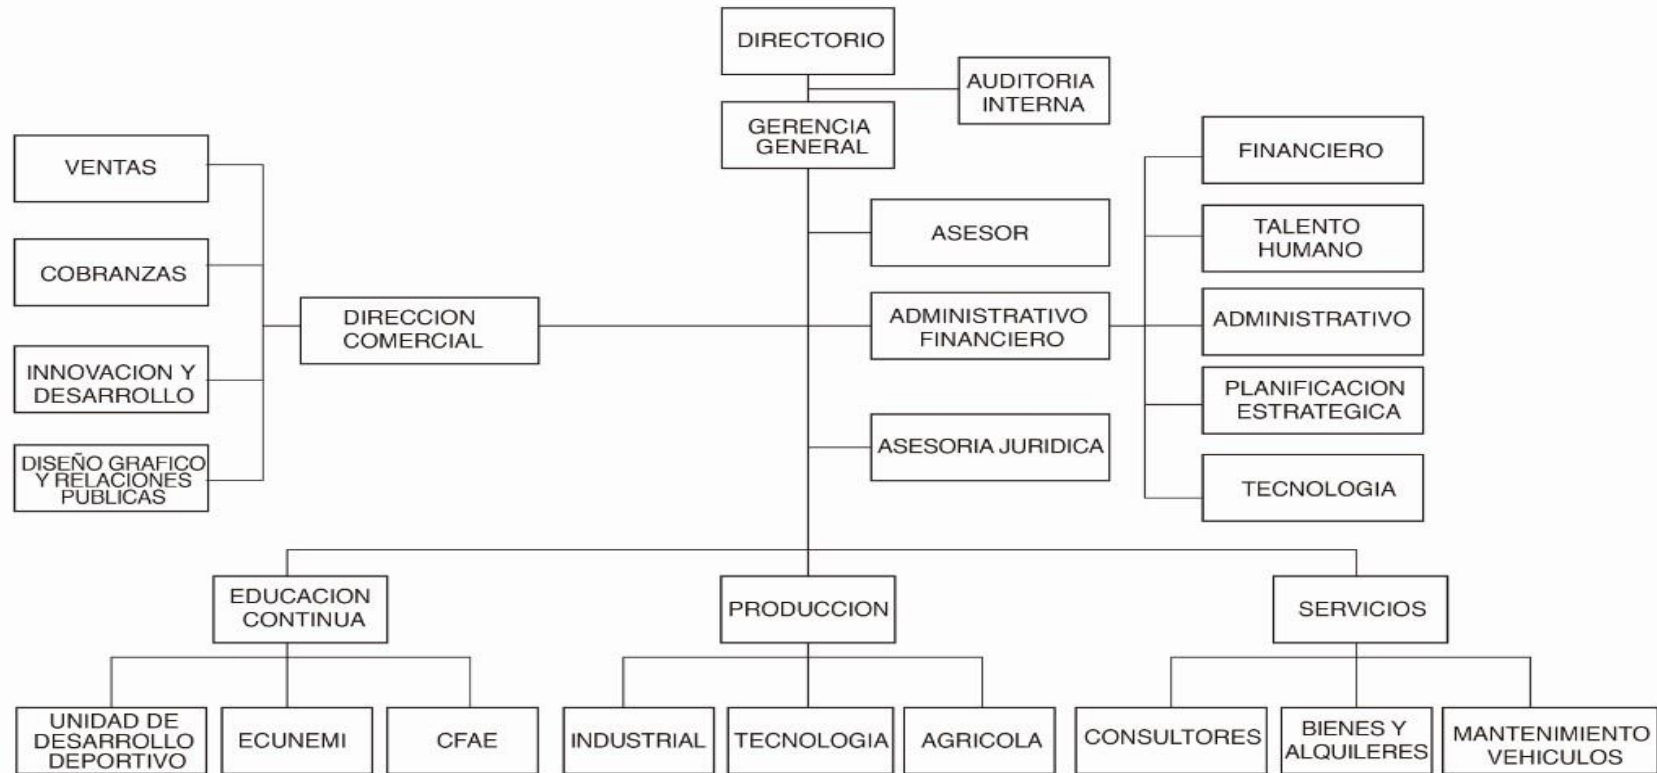 DIRECTORIO
AUDITORIA
INTERNA
GERENCIA
GENERAL
VENTAS
COBRANZAS
INNOVACION Y
DESARROLLO
DISEÑO GRAFICO
Y RELACIONES
PUBLICAS
DIRECCION
COMERCIAL
ASESOR
ADMINISTRATIVO
FINANCIERO
ASESORIA JURIDICA
FINANCIERO
TALENTO
HUMANO
ADMINISTRATIVO
PLANIFICACION
ESTRATEGICA
TECNOLOGIA
EDUCACION
CONTINUA
PRODUCCION
SERVICIOS
UNIDAD DE
DESARROLLO
DEPORTIVO
ECUNEMI
CFAE
INDUSTRIAL
TECNOLOGIA
AGRICOLA
CONSULTORES
BIENES Y
ALQUILERES
MANTENIMIENTO
VEHICULOS